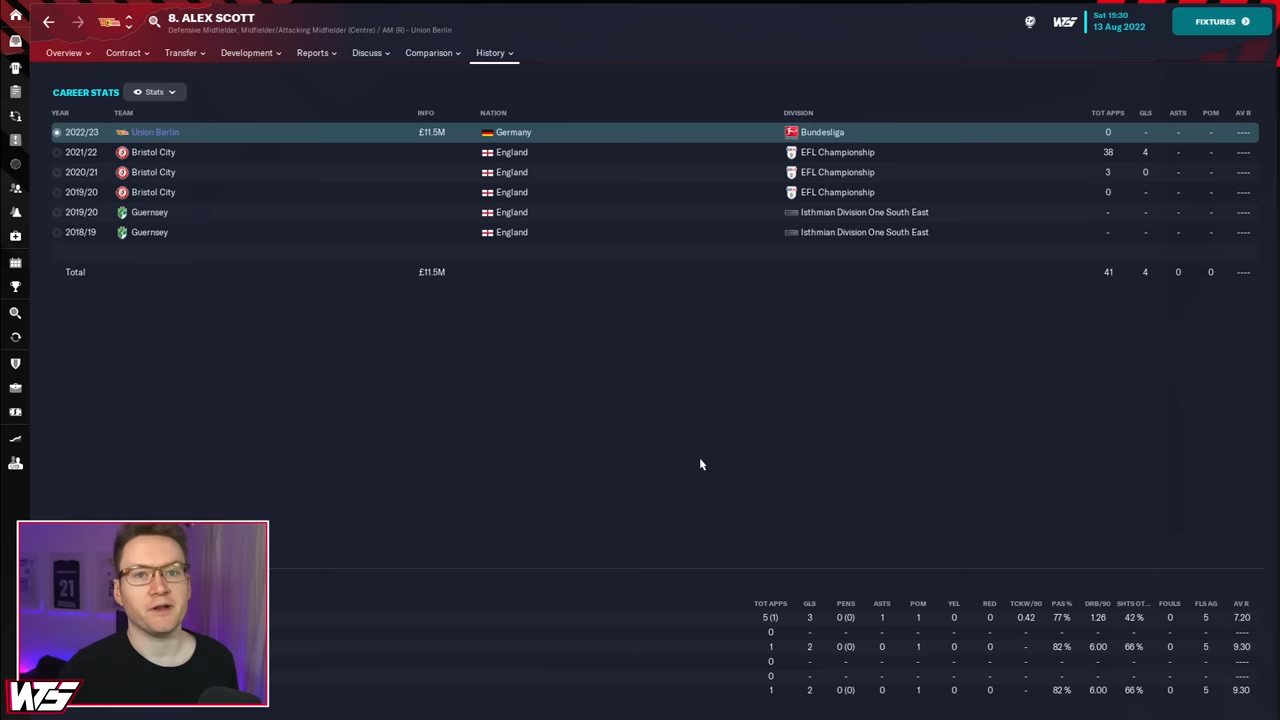 8. ALEX SCOTT
Defensive Midfielder, Midfielder/Attacking Midfielder (Centre) / AM (R) - Union Berlin
WTS
Sat 15:30
13 Aug 2022
FIXTURES
Overview Contract Transfer Development Reports Discuss Comparison History
CAREER STATS Stats
YEAR TEAM INFO NATION DIVISION TOT APPS GLS ASTS POM AV R
2022/23 Union Berlin £11.5M Germany Bundesliga 0 - - - ----
2021/22 Bristol City England EFL Championship 38 4 - - ----
2020/21 Bristol City England EFL Championship 3 0 - - ----
2019/20 Bristol City England EFL Championship 0 - - - ----
2019/20 Guernsey England Isthmian Division One South East - - - - ----
2018/19 Guernsey England Isthmian Division One South East - - - - ----
Total £11.5M 41 4 0 0 ----
TOT APPS GLS PENS ASTS POM YEL RED TCKW/90 PAS % DRB/90 SHTS OT... FOULS FLS AG AV R
5 (1) 3 0 (0) 1 1 0 0 0.42 77 % 1.26 42 % 0 5 7.20
0 - - - - - - - - - - - - ----
1 2 0 (0) 0 1 0 0 - 82 % 6.00 66 % 0 5 9.30
0 - - - - - - - - - - - - ----
0 - - - - - - - - - - - - ----
1 2 0 (0) 0 1 0 0 - 82 % 6.00 66 % 0 5 9.30
21
WTS